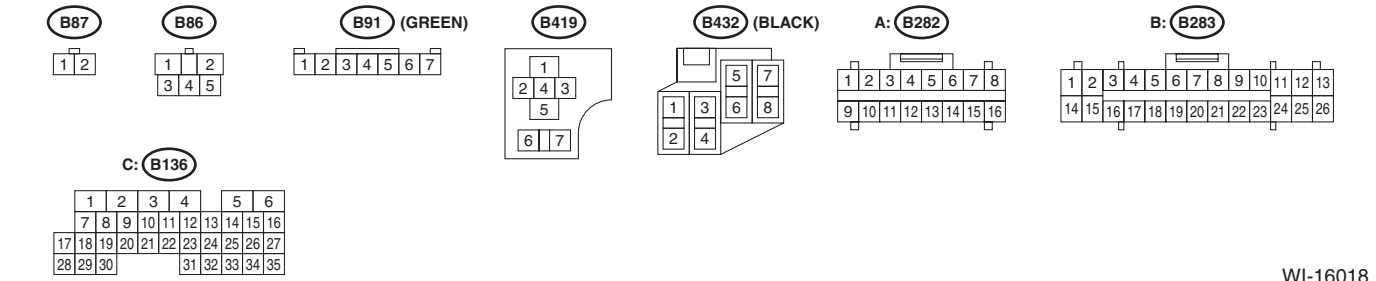 B87 B86 B91 (GREEN) B419 B432 (BLACK) A: B282 B: B283
1 2
1 2
3 4 5
1 2 3 4 5 6 7
1
2 4 3
5
6 7
5 7
1 3 6 8
2 4
1 2 3 4 5 6 7 8
9 10 11 12 13 14 15 16
1 2 3 4 5 6 7 8 9 10 11 12 13
14 15 16 17 18 19 20 21 22 23 24 25 26
C: B136
1 2 3 4 5 6
7 8 9 10 11 12 13 14 15 16
17 18 19 20 21 22 23 24 25 26 27
28 29 30 31 32 33 34 35
WI-16018